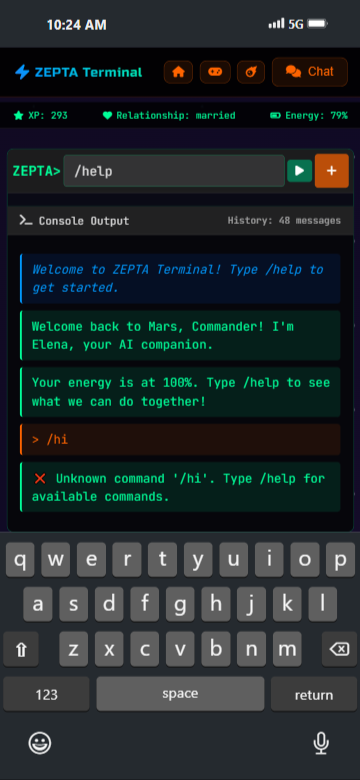 10:24 AM
5G
ZEPTA Terminal
Chat
XP: 293
Relationship: married
Energy: 79%
ZEPTA>
/help
+
Console Output
History: 48 messages
Welcome to ZEPTA Terminal! Type /help to
get started.
Welcome back to Mars, Commander! I'm
Elena, your AI companion.
Your energy is at 100%. Type /help to see
what we can do together!
> /hi
❌ Unknown command '/hi'. Type /help for
available commands.
q w e r t y u i o p
a s d f g h j k l
z x c v b n m
123 space return